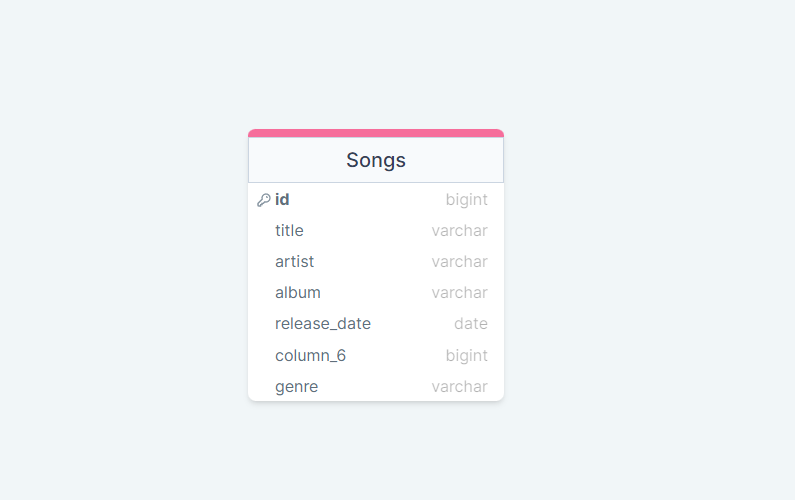 Songs
id bigint
title varchar
artist varchar
album varchar
release_date date
column_6 bigint
genre varchar